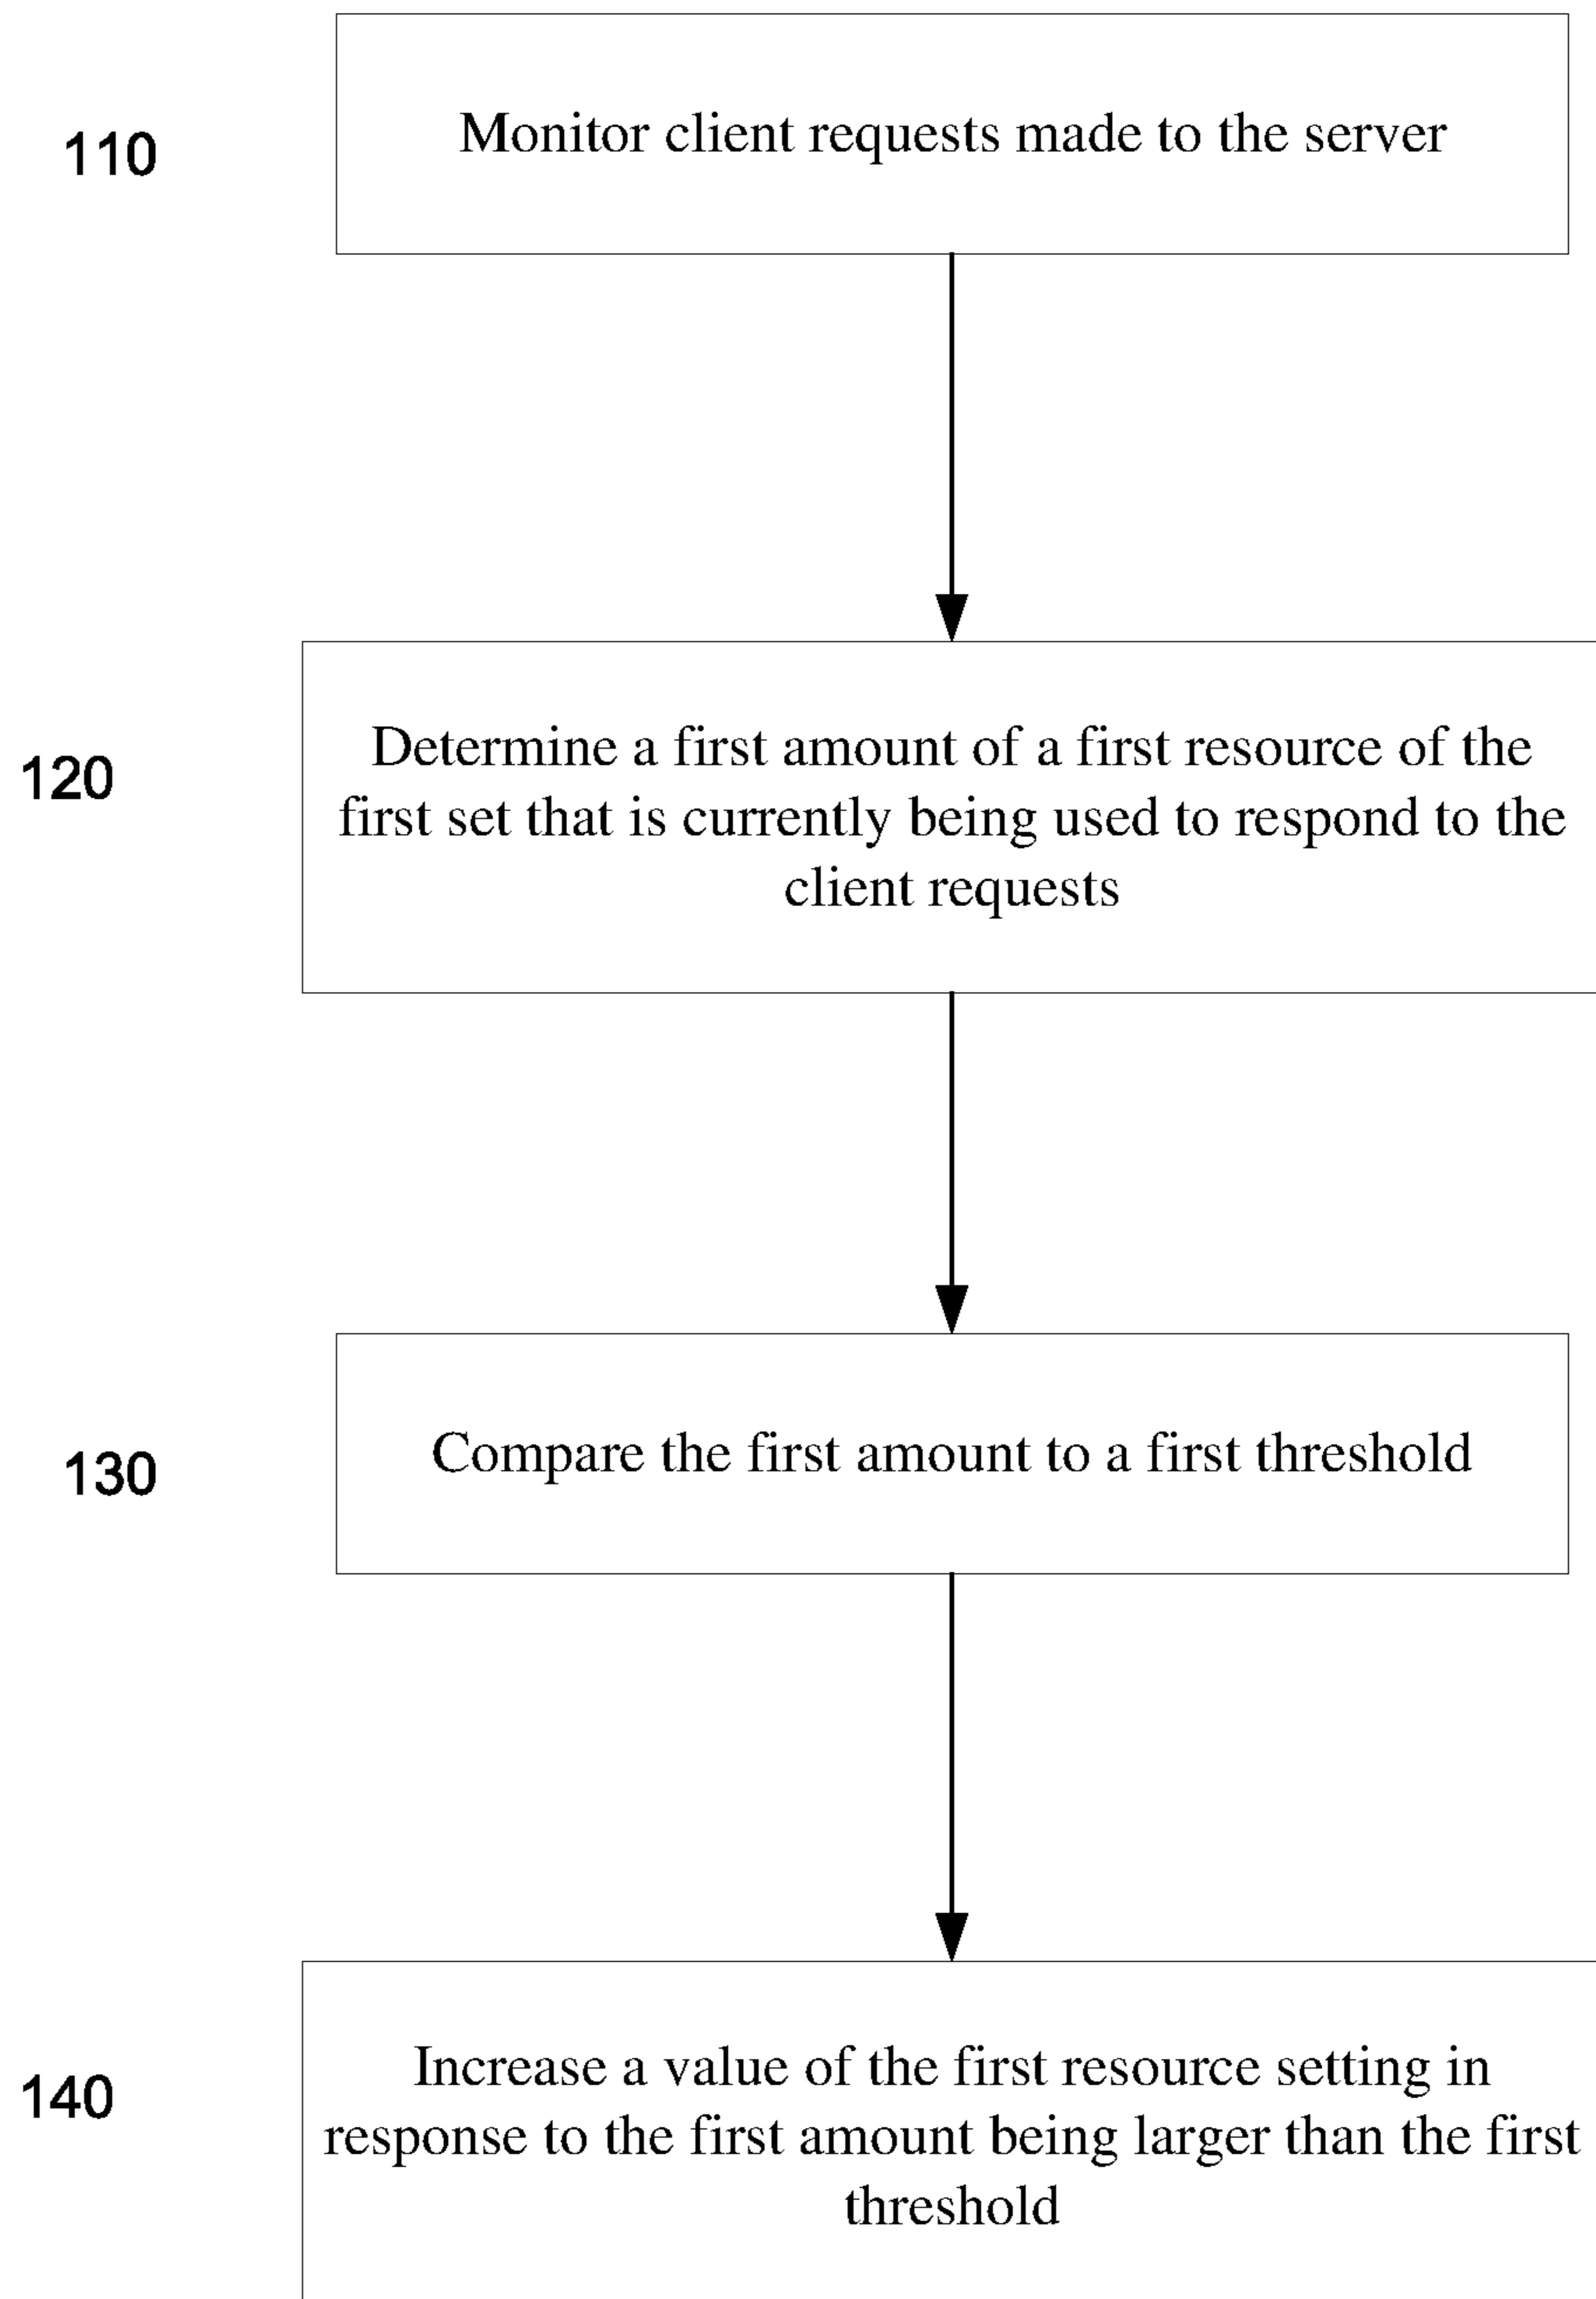 110
Monitor client requests made to the server
120
Determine a first amount of a first resource of the
first set that is currently being used to respond to the
client requests
130
Compare the first amount to a first threshold
140
Increase a value of the first resource setting in
response to the first amount being larger than the first
threshold